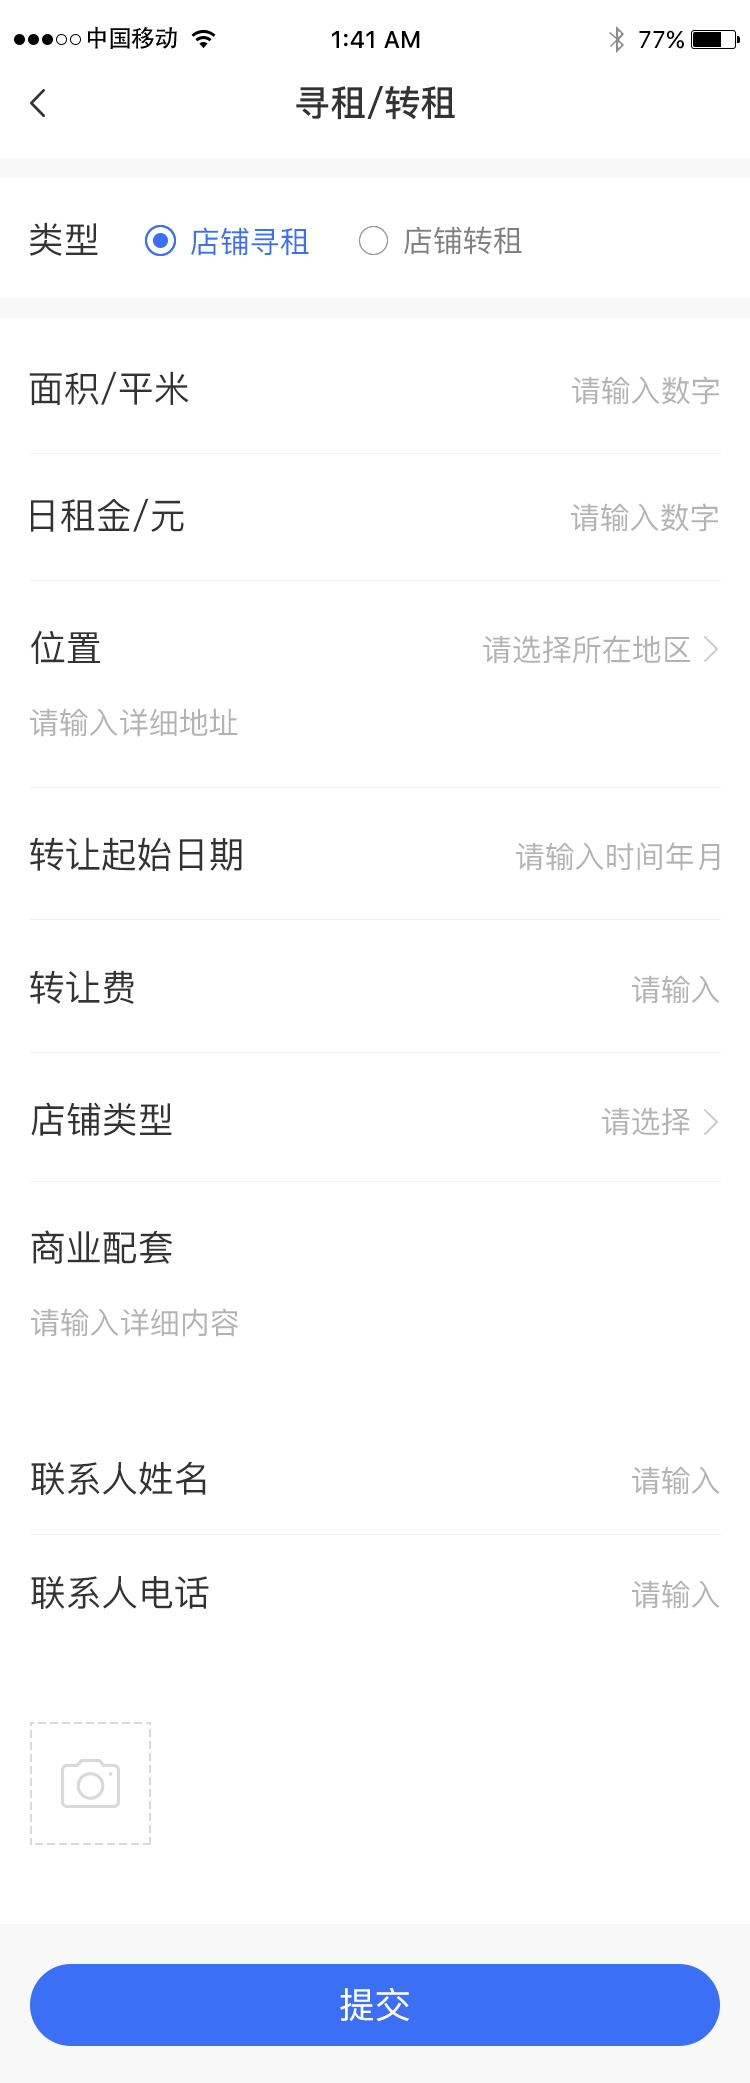 中国移动 1:41 AM 77%
寻租/转租
类型 店铺寻租 店铺转租
面积/平米 请输入数字
日租金/元 请输入数字
位置 请选择所在地区
请输入详细地址
转让起始日期 请输入时间年月
转让费 请输入
店铺类型 请选择
商业配套
请输入详细内容
联系人姓名 请输入
联系人电话 请输入
提交